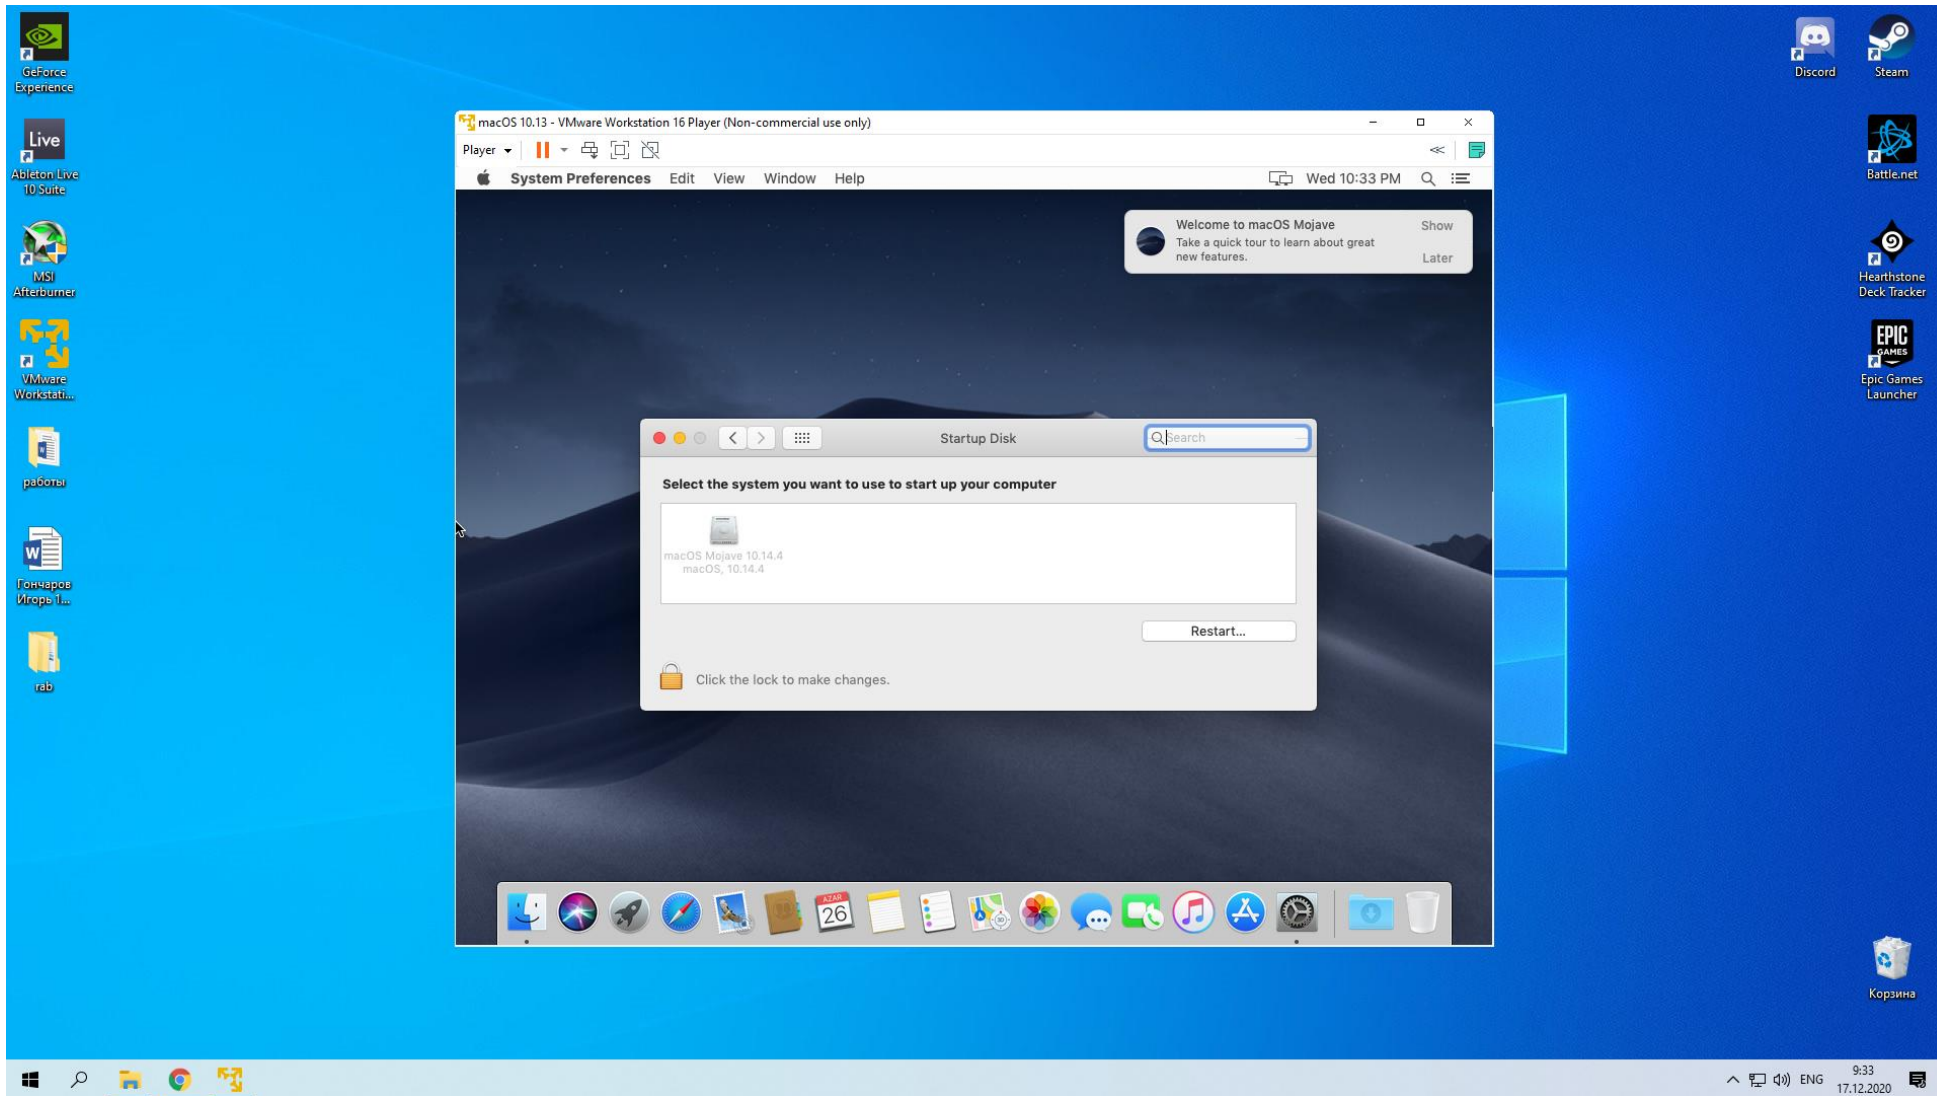 GeForce
Experience
Live
Ableton Live
10 Suite
MSI
Afterburner
VMware
Workstati...
работы
W
Гончаров
Игорь 1...
rab
macOS 10.13 - VMware Workstation 16 Player (Non-commercial use only)
Player
System Preferences Edit View Window Help
Wed 10:33 PM
Welcome to macOS Mojave
Take a quick tour to learn about great
new features.
Show
Later
Startup Disk
Search
Select the system you want to use to start up your computer
macOS Mojave 10.14.4
macOS, 10.14.4
Restart...
Click the lock to make changes.
AZAR
26
Discord
Steam
Battle.net
Hearthstone
Deck Tracker
EPIC
GAMES
Epic Games
Launcher
Корзина
ENG
9:33
17.12.2020